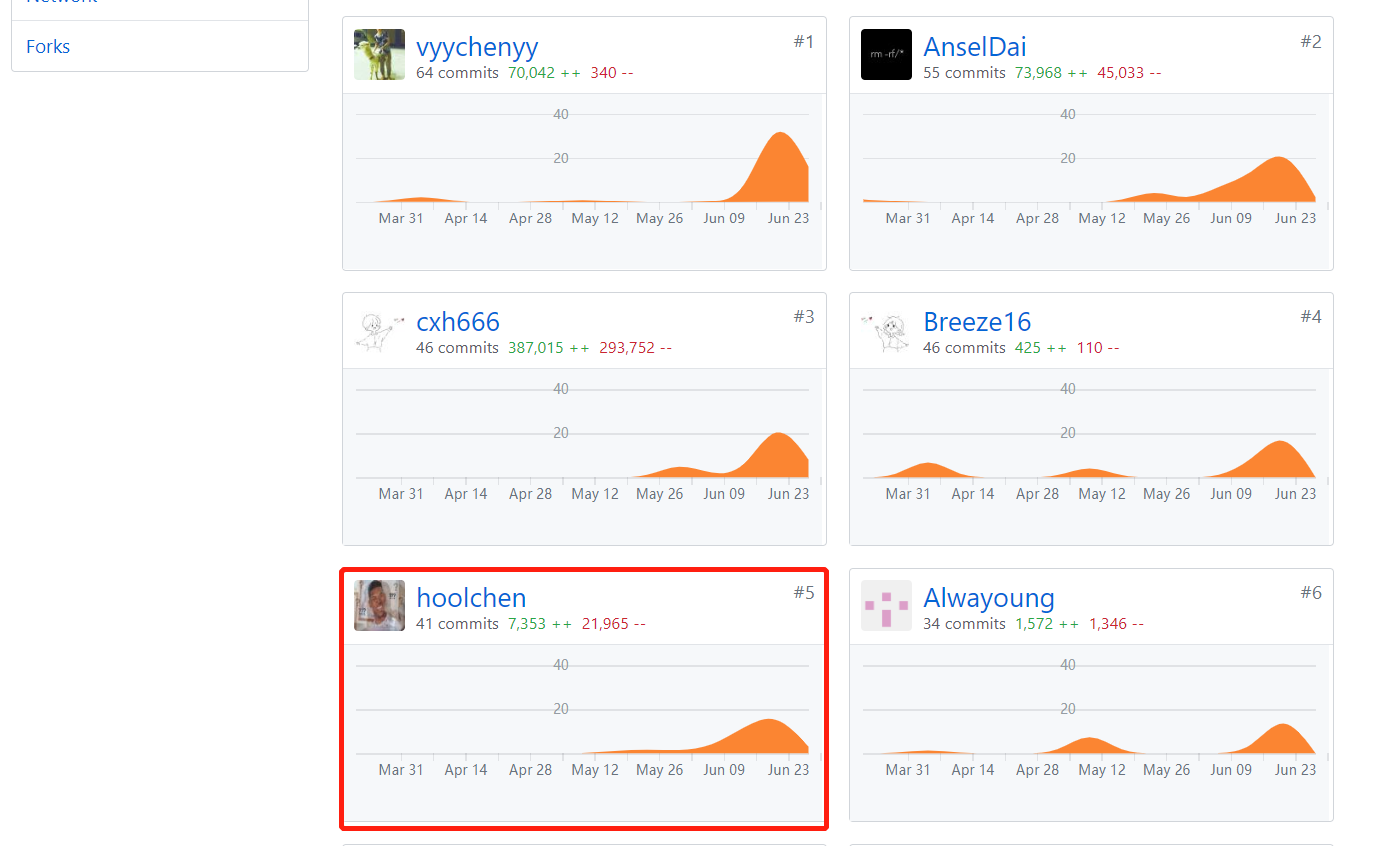 Network
Forks
vyychenyy
#1
64 commits 70,042 ++ 340 --
40
20
Mar 31 Apr 14 Apr 28 May 12 May 26 Jun 09 Jun 23
rm -rf/*
AnselDai
#2
55 commits 73,968 ++ 45,033 --
40
20
Mar 31 Apr 14 Apr 28 May 12 May 26 Jun 09 Jun 23
cxh666
#3
46 commits 387,015 ++ 293,752 --
40
20
Mar 31 Apr 14 Apr 28 May 12 May 26 Jun 09 Jun 23
Breeze16
#4
46 commits 425 ++ 110 --
40
20
Mar 31 Apr 14 Apr 28 May 12 May 26 Jun 09 Jun 23
hoolchen
#5
41 commits 7,353 ++ 21,965 --
40
20
Mar 31 Apr 14 Apr 28 May 12 May 26 Jun 09 Jun 23
Alwayoung
#6
34 commits 1,572 ++ 1,346 --
40
20
Mar 31 Apr 14 Apr 28 May 12 May 26 Jun 09 Jun 23